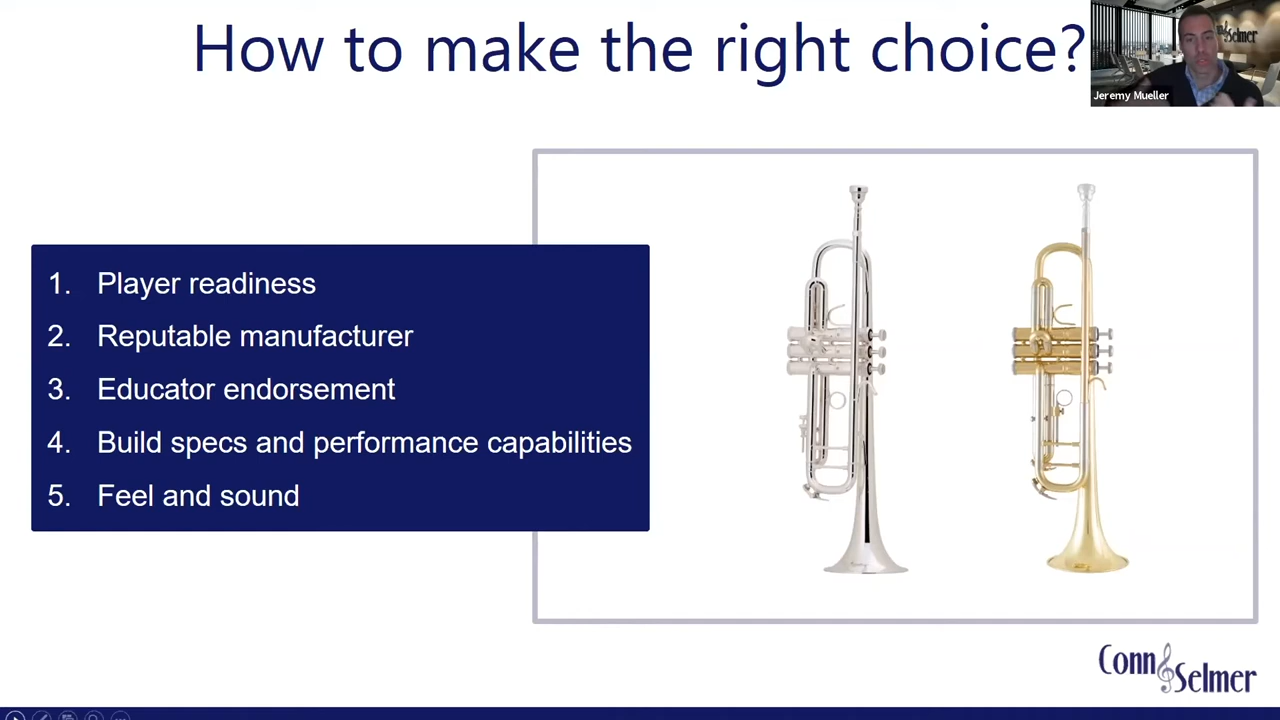 How to make the right choice?
Selmer
Jeremy Mueller
1. Player readiness
2. Reputable manufacturer
3. Educator endorsement
4. Build specs and performance capabilities
5. Feel and sound
Conn
Selmer